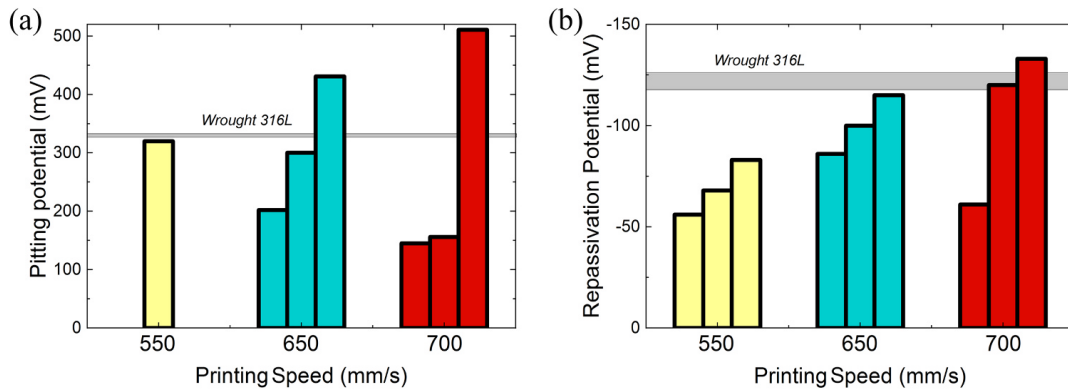 (a)
Pitting potential (mV)
500
400
300
200
100
0
Wrought 316L
550
650
700
Printing Speed (mm/s)
(b)
Repassivation Potential (mV)
-150
-100
-50
0
Wrought 316L
550
650
700
Printing Speed (mm/s)